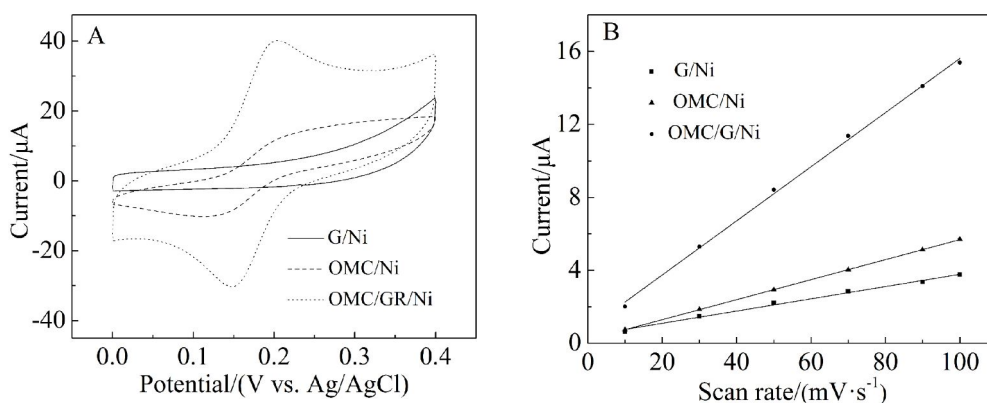 A
40
20
0
-20
-40
Current/μA
G/Ni
OMC/Ni
OMC/GR/Ni
0.0 0.1 0.2 0.3 0.4
Potential/(V vs. Ag/AgCl)
B
16
12
8
4
0
Current/μA
G/Ni
OMC/Ni
OMC/G/Ni
0 20 40 60 80 100
Scan rate/(mV·s⁻¹)